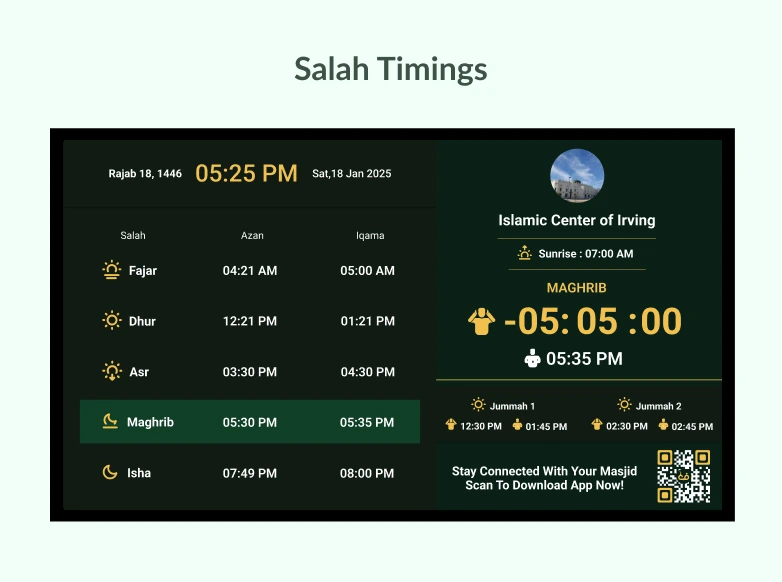 Salah Timings
Rajab 18, 1446 05:25 PM Sat,18 Jan 2025
Salah Azan Iqama
Fajar 04:21 AM 05:00 AM
Dhur 12:21 PM 01:21 PM
Asr 03:30 PM 04:30 PM
Maghrib 05:30 PM 05:35 PM
Isha 07:49 PM 08:00 PM
Islamic Center of Irving
Sunrise : 07:00 AM
MAGHRIB
-05: 05 :00
05:35 PM
Jummah 1 Jummah 2
12:30 PM 01:45 PM 02:30 PM 02:45 PM
Stay Connected With Your Masjid
Scan To Download App Now!